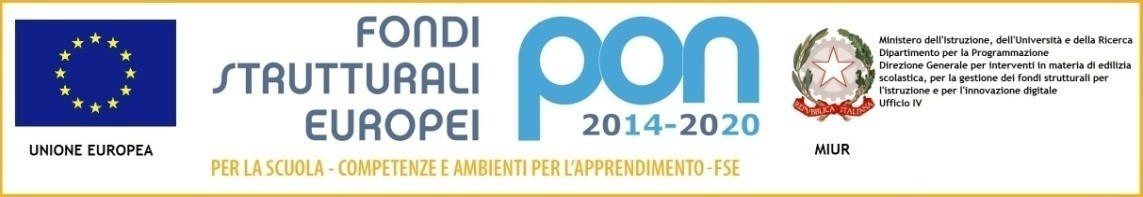 UNIONE EUROPEA
FONDI
STRUTTURALI
EUROPEI
pon
2014-2020
PER LA SCUOLA - COMPETENZE E AMBIENTI PER L'APPRENDIMENTO-FSE
REPVBBLICA ITALIANA
Ministero dell'Istruzione, dell'Università e della Ricerca
Dipartimento per la Programmazione
Direzione Generale per interventi in materia di edilizia
scolastica, per la gestione dei fondi strutturali per
l'istruzione e per l'innovazione digitale
Ufficio IV
MIUR